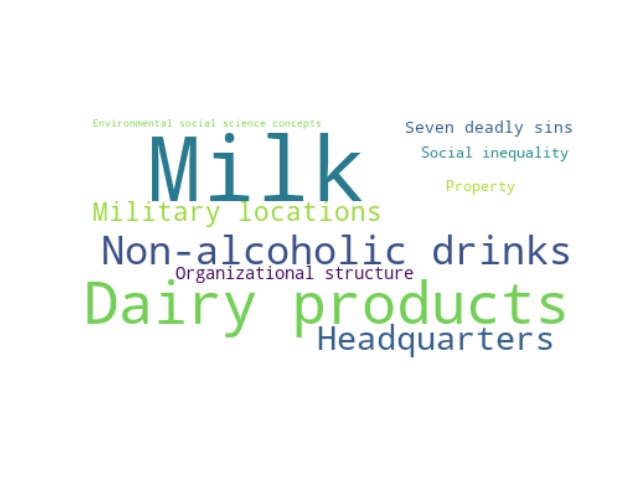 Environmental social science concepts
Seven deadly sins
Milk
Social inequality
Property
Military locations
Non-alcoholic drinks
Organizational structure
Dairy products
Headquarters